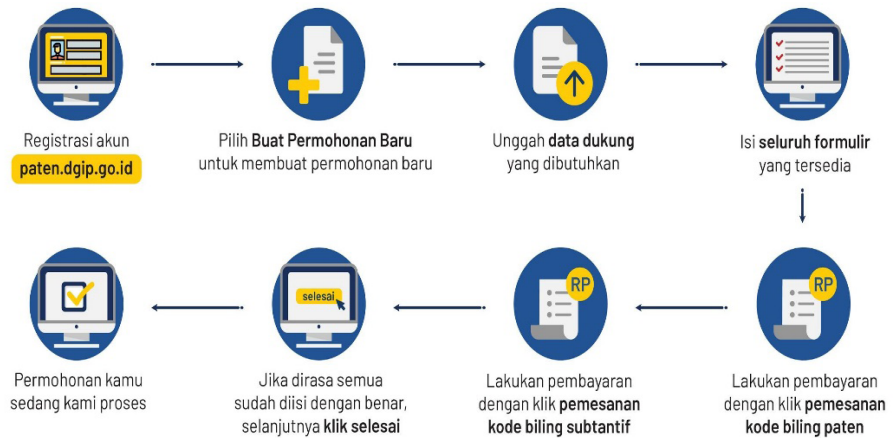 Registrasi akun
paten.dgip.go.id
Pilih Buat Permohonan Baru
untuk membuat permohonan baru
Unggah data dukung
yang dibutuhkan
Isi seluruh formulir
yang tersedia
RP
Lakukan pembayaran
dengan klik pemesanan
kode biling paten
RP
Lakukan pembayaran
dengan klik pemesanan
kode biling subtantif
selesai
Jika dirasa semua
sudah diisi dengan benar,
selanjutnya klik selesai
Permohonan kamu
sedang kami proses